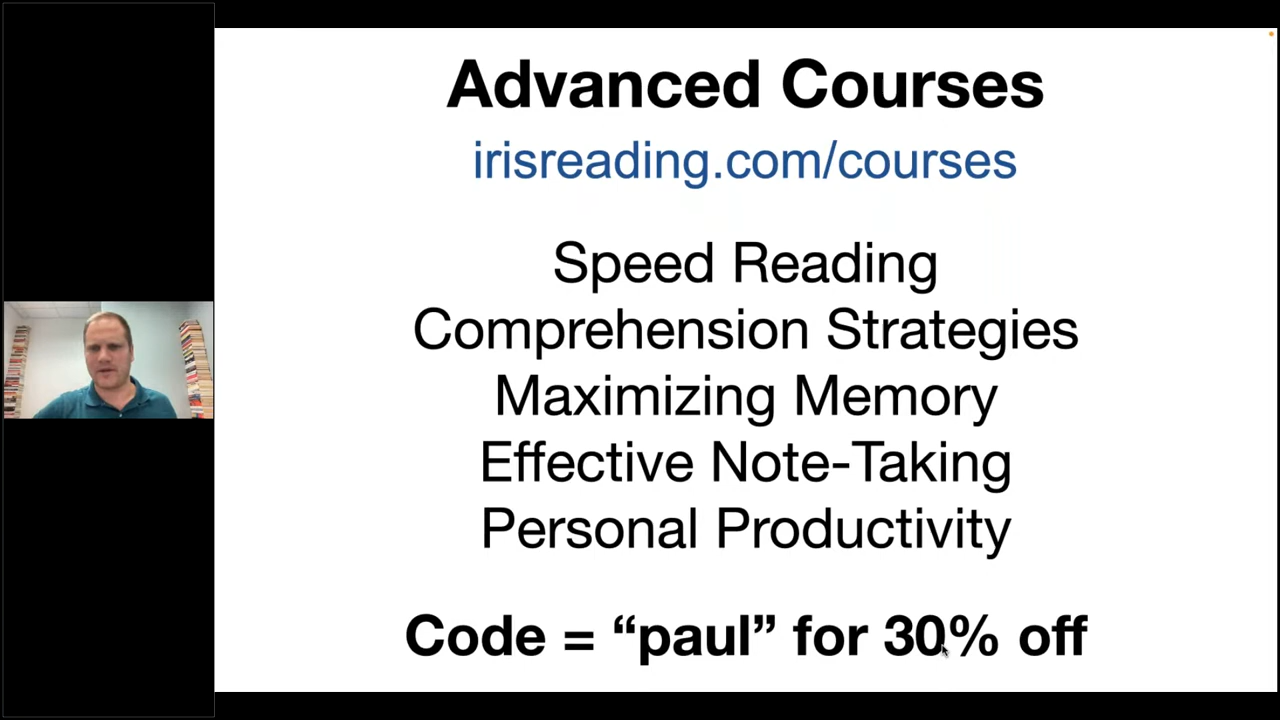 Advanced Courses
irisreading.com/courses
Speed Reading
Comprehension Strategies
Maximizing Memory
Effective Note-Taking
Personal Productivity
Code = “paul” for 30% off